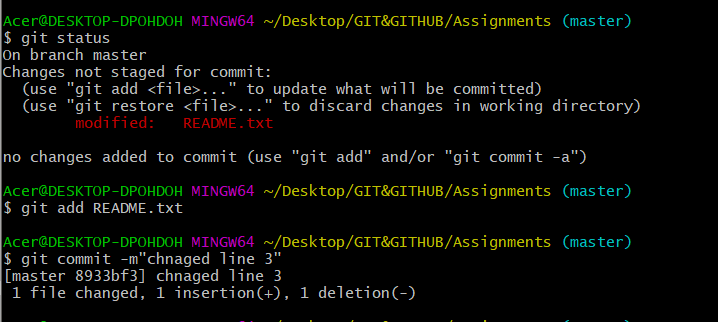 Acer@DESKTOP-DPOHDOH MINGW64 ~/Desktop/GIT&GITHUB/Assignments (master)
$ git status
On branch master
Changes not staged for commit:
  (use "git add <file>..." to update what will be committed)
  (use "git restore <file>..." to discard changes in working directory)
        modified:   README.txt

no changes added to commit (use "git add" and/or "git commit -a")

Acer@DESKTOP-DPOHDOH MINGW64 ~/Desktop/GIT&GITHUB/Assignments (master)
$ git add README.txt

Acer@DESKTOP-DPOHDOH MINGW64 ~/Desktop/GIT&GITHUB/Assignments (master)
$ git commit -m"chnaged line 3"
[master 8933bf3] chnaged line 3
 1 file changed, 1 insertion(+), 1 deletion(-)